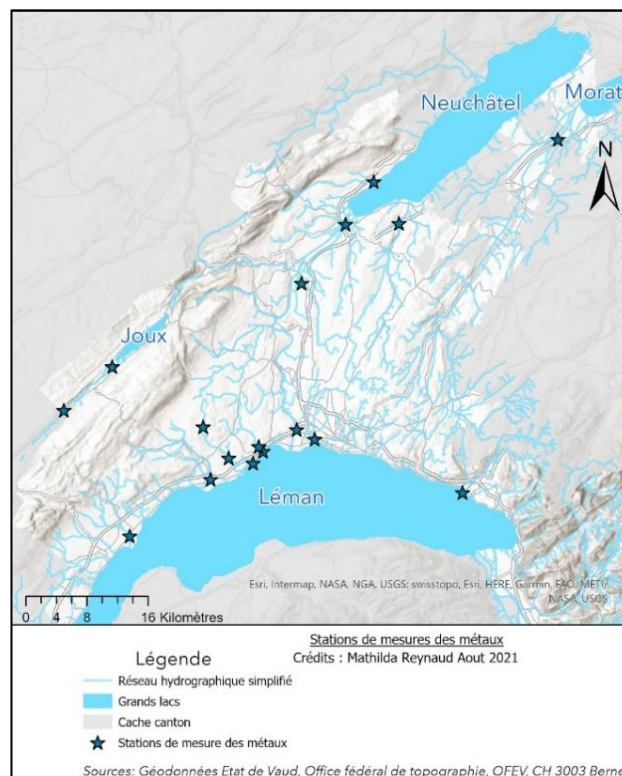 Neuchâtel
Morat
N
Joux
Léman
Esri, Intermap, NASA, NGA, USGS; swisstopo, Esri, HERE, Garmin, FAO, METI/
NASA, USGS
0 4 8 16 Kilomètres
Stations de mesures des métaux
Légende
Crédits : Mathilda Reynaud Aout 2021
Réseau hydrographique simplifié
Grands lacs
Cache canton
Stations de mesure des métaux
Sources: Géodonnées Etat de Vaud, Office fédéral de topographie, OFEV, CH 3003 Berne